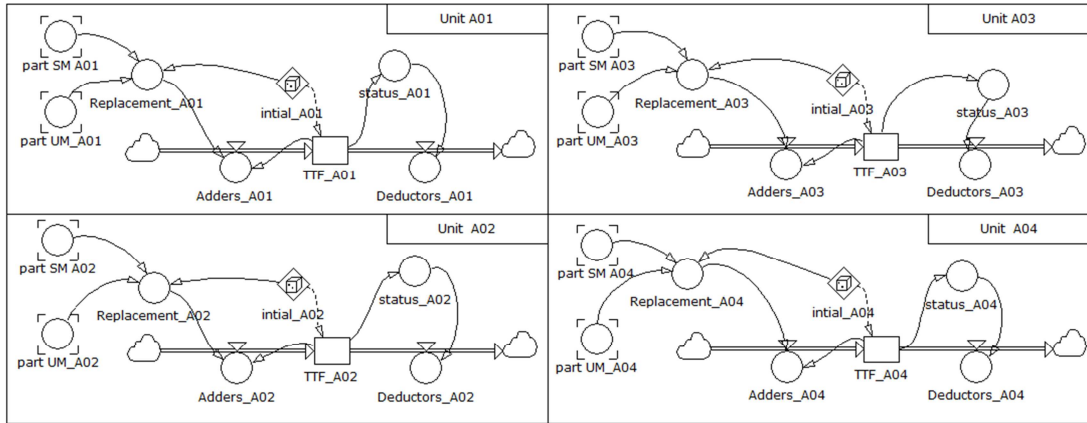 Unit A01
part SM A01
Replacement_A01
status_A01
intial_A01
part UM_A01
TTF_A01
Adders_A01
Deductors_A01
Unit A03
part SM A03
Replacement_A03
status_A03
intial_A03
part UM_A03
TTF_A03
Adders_A03
Deductors_A03
Unit A02
part SM A02
Replacement_A02
status_A02
intial_A02
part UM_A02
TTF_A02
Adders_A02
Deductors_A02
Unit A04
part SM A04
Replacement_A04
status_A04
intial_A04
part UM_A04
TTF_A04
Adders_A04
Deductors_A04